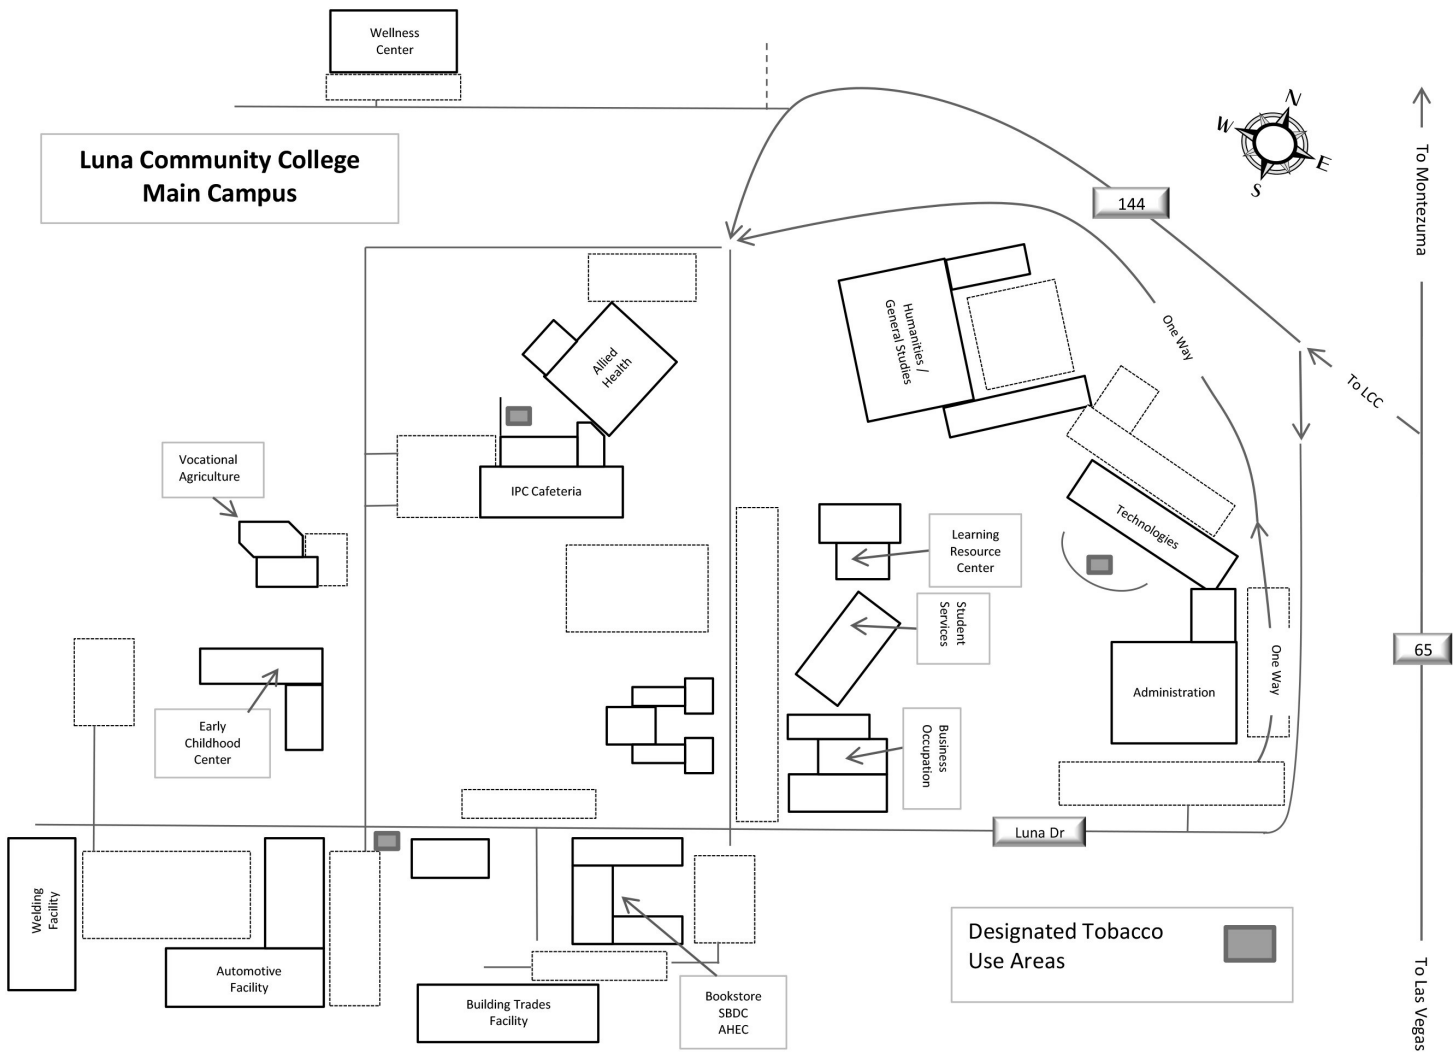 Wellness
Center
Luna Community College
Main Campus
N
W
E
S
To Montezuma
144
One Way
To LCC
Humanities /
General Studies
Allied
Health
IPC Cafeteria
Vocational
Agriculture
Technologies
Learning
Resource
Center
Student
Services
65
One Way
Administration
Early
Childhood
Center
Business
Occupation
Luna Dr
Welding
Facility
Automotive
Facility
Building Trades
Facility
Bookstore
SBDC
AHEC
Designated Tobacco
Use Areas
To Las Vegas